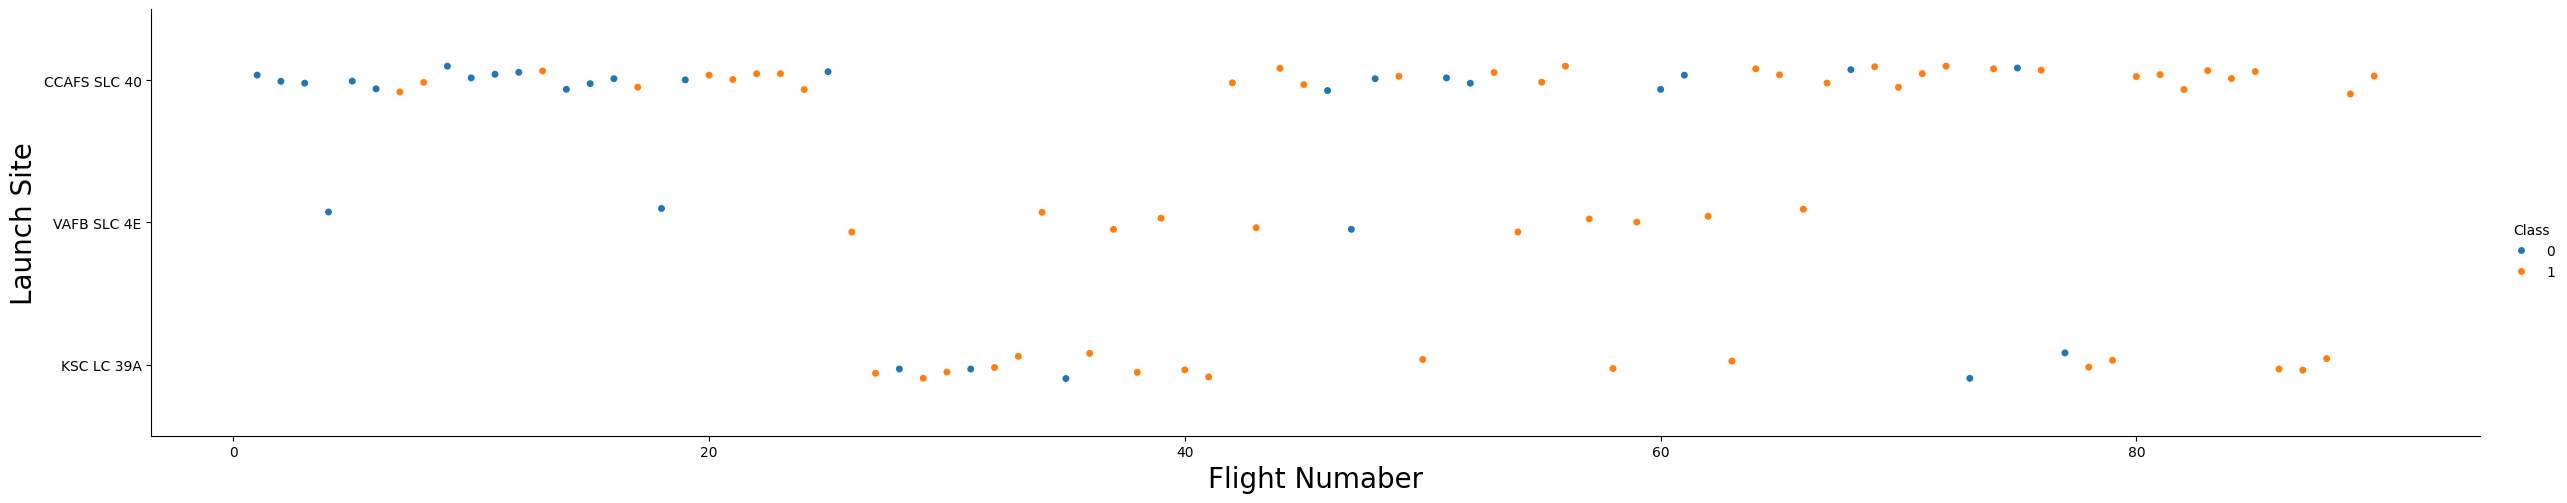 Launch Site
CCAFS SLC 40
VAFB SLC 4E
KSC LC 39A
0 20 40 60 80
Flight Numaber
Class
0
1